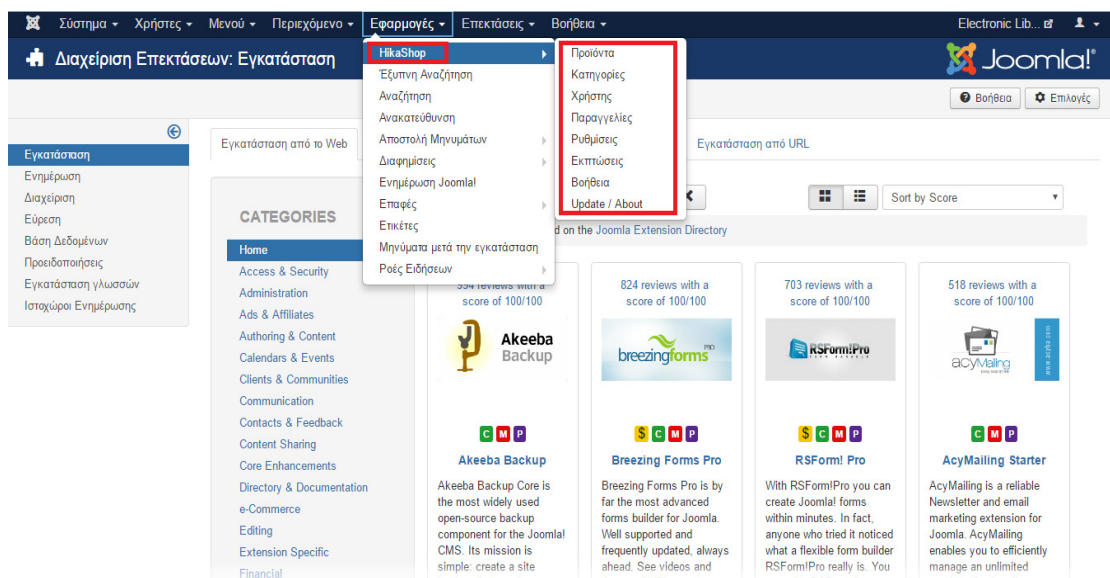 Σύστημα Χρήστες Μενού Περιεχόμενο Εφαρμογές Επεκτάσεις Βοήθεια Electronic Lib...
Διαχείριση Επεκτάσεων: Εγκατάσταση
Joomla!®
Βοήθεια Επιλογές
HikaShop
Έξυπνη Αναζήτηση
Αναζήτηση
Ανακατεύθυνση
Αποστολή Μηνυμάτων
Διαφημίσεις
Ενημέρωση Joomla!
Επαφές
Ετικέτες
Μηνύματα μετά την εγκατάσταση
Ροές Ειδήσεων
Προϊόντα
Κατηγορίες
Χρήστης
Παραγγελίες
Ρυθμίσεις
Εκπτώσεις
Βοήθεια
Update / About
Εγκατάσταση
Ενημέρωση
Διαχείριση
Εύρεση
Βάση Δεδομένων
Προειδοποιήσεις
Εγκατάσταση γλωσσών
Ιστοχώροι Ενημέρωσης
Εγκατάσταση από το Web
Εγκατάσταση από URL
Sort by Score
on the Joomla Extension Directory
CATEGORIES
Home
Access & Security
Administration
Ads & Affiliates
Authoring & Content
Calendars & Events
Clients & Communities
Communication
Contacts & Feedback
Content Sharing
Core Enhancements
Directory & Documentation
e-Commerce
Editing
Extension Specific
Financial
994 reviews with a
score of 100/100
Akeeba
Backup
C M P
Akeeba Backup
Akeeba Backup Core is
the most widely used
open-source backup
component for the Joomla!
CMS. Its mission is
simple: create a site
824 reviews with a
score of 100/100
breezingforms PRO
$ C M P
Breezing Forms Pro
Breezing Forms Pro is by
far the most advanced
forms builder for Joomla.
Well supported and
frequently updated, always
ahead. See videos and
703 reviews with a
score of 100/100
RSForm!Pro
$ C M P
RSForm! Pro
With RSForm!Pro you can
create Joomla! forms
within minutes. In fact,
anyone who tried it noticed
what a flexible form builder
RSForm!Pro really is. You
518 reviews with a
score of 100/100
acyMailing
C M P
AcyMailing Starter
AcyMailing is a reliable
Newsletter and email
marketing extension for
Joomla. AcyMailing
enables you to efficiently
manage an unlimited